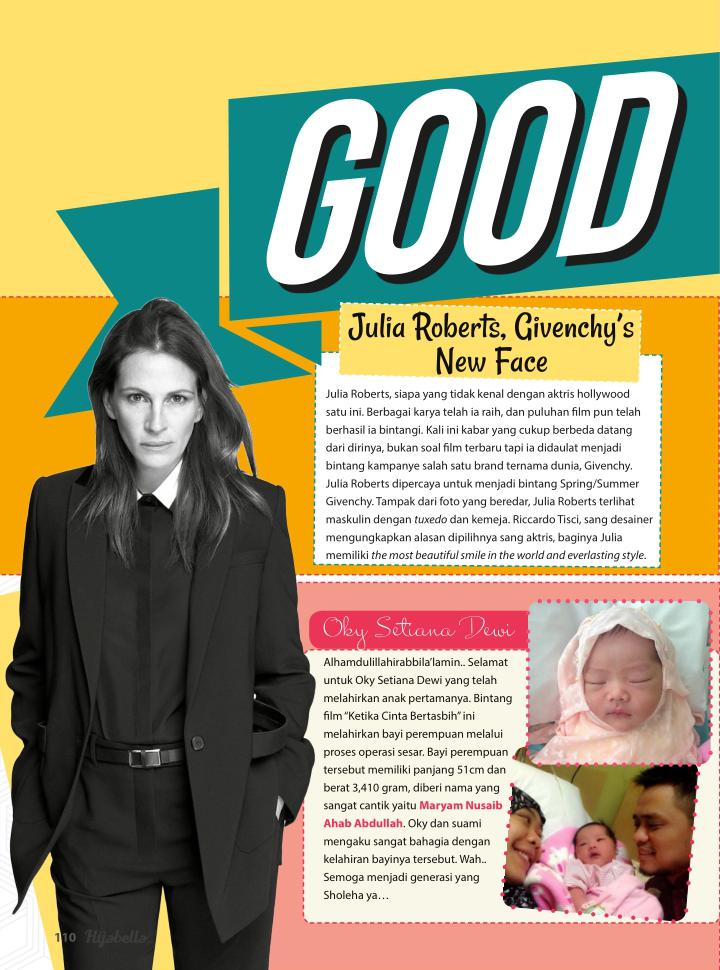 GOOD
Julia Roberts, Givenchy's
New Face
Julia Roberts, siapa yang tidak kenal dengan aktris hollywood
satu ini. Berbagai karya telah ia raih, dan puluhan film pun telah
berhasil ia bintangi. Kali ini kabar yang cukup berbeda datang
dari dirinya, bukan soal film terbaru tapi ia didaulat menjadi
bintang kampanye salah satu brand ternama dunia, Givenchy.
Julia Roberts dipercaya untuk menjadi bintang Spring/Summer
Givenchy. Tampak dari foto yang beredar, Julia Roberts terlihat
maskulin dengan tuxedo dan kemeja. Riccardo Tisci, sang desainer
mengungkapkan alasan dipilihnya sang aktris, baginya Julia
memiliki the most beautiful smile in the world and everlasting style.
Oky Setiana Dewi
Alhamdulillahirabbila'lamin.. Selamat
untuk Oky Setiana Dewi yang telah
melahirkan anak pertamanya. Bintang
film "Ketika Cinta Bertasbih" ini
melahirkan bayi perempuan melalui
proses operasi sesar. Bayi perempuan
tersebut memiliki panjang 51cm dan
berat 3,410 gram, diberi nama yang
sangat cantik yaitu Maryam Nusaib
Ahab Abdullah. Oky dan suami
mengaku sangat bahagia dengan
kelahiran bayinya tersebut. Wah..
Semoga menjadi generasi yang
Sholeha ya…
110 Hijabella